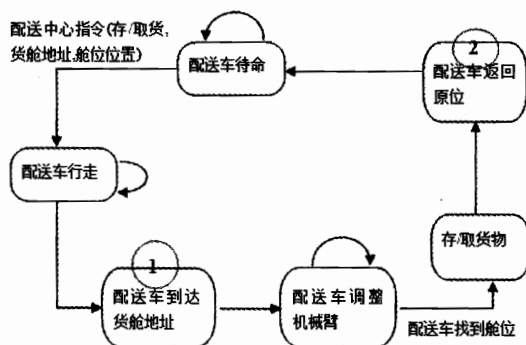 配送中心指令(存/取货,
货舱地址,舱位位置)
配送车待命
2
配送车返回
原位
配送车行走
存/取货物
1
配送车到达
货舱地址
配送车调整
机械臂
配送车找到舱位